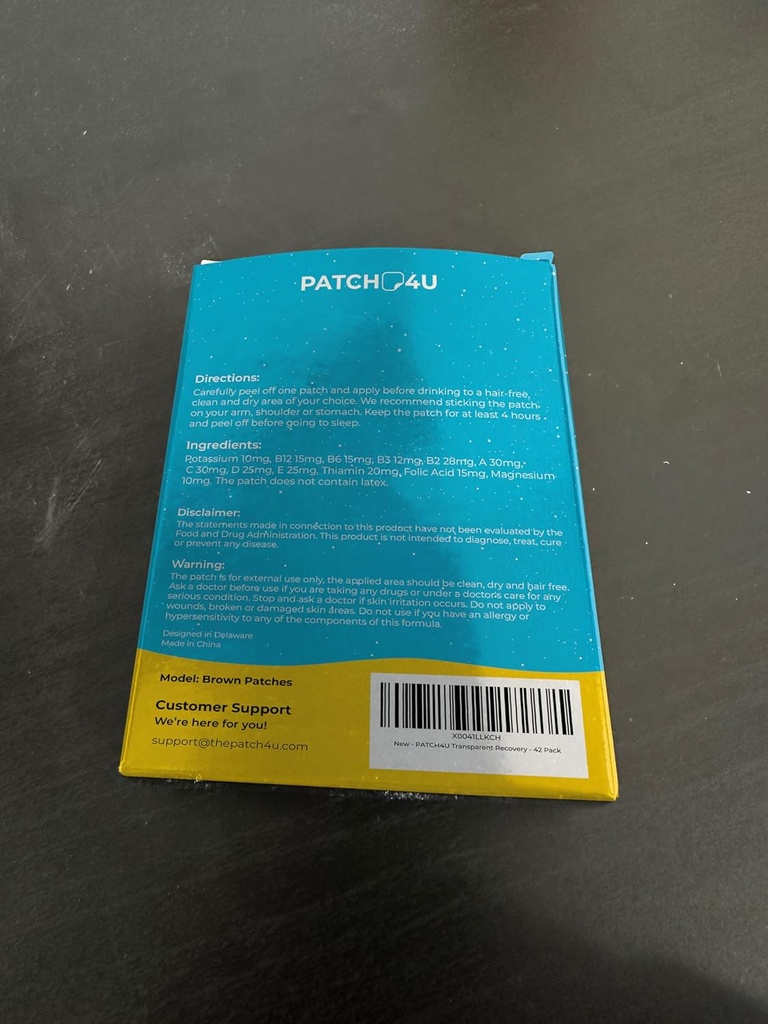 PATCH4U
Directions:
Carefully peel off one patch and apply before drinking to a hair-free,
clean and dry area of your choice. We recommend sticking the patch
on your arm, shoulder or stomach. Keep the patch for at least 4 hours
and peel off before going to sleep.
Ingredients:
Potassium 10mg, B12 15mg, B6 15mg, B3 12mg, B2 28mg, A 30mg,
C 30mg, D 25mg, E 25mg, Thiamin 20mg, Folic Acid 15mg, Magnesium
10mg. The patch does not contain latex.
Disclaimer:
The statements made in connection to this product have not been evaluated by the
Food and Drug Administration. This product is not intended to diagnose, treat, cure
or prevent any disease.
Warning:
The patch is for external use only, the applied area should be clean, dry and hair free.
Ask a doctor before use if you are taking any drugs or under a doctors care for any
serious condition. Stop and ask a doctor if skin irritation occurs. Do not apply to
wounds, broken or damaged skin areas. Do not use if you have an allergy or
hypersensitivity to any of the components of this formula.
Designed in Delaware
Made in China
Model: Brown Patches
Customer Support
We're here for you!
support@thepatch4u.com
X0041LLKCH
New - PATCH4U Transparent Recovery - 42 Pack